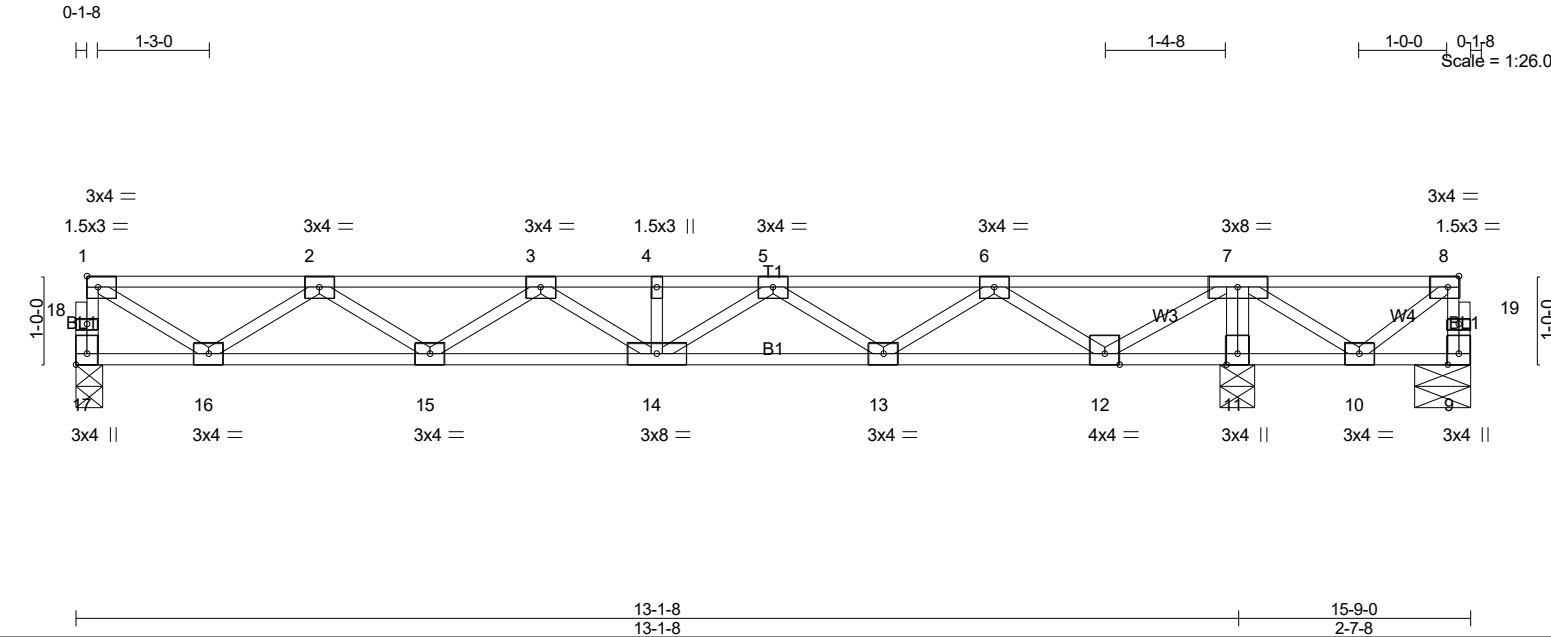 0-1-8
1-3-0
1-4-8
1-0-0
0-1-8
Scale = 1:26.0
3x4 =
3x4 =
1.5x3 =
3x4 =
3x4 =
1.5x3 ||
3x4 =
3x4 =
3x8 =
1.5x3 =
1
2
3
4
5
6
7
8
T1
1-0-0
18
BL1
W3
W4
BL1
19
1-0-0
B1
17
16
15
14
13
12
11
10
9
3x4 ||
3x4 =
3x4 =
3x8 =
3x4 =
4x4 =
3x4 ||
3x4 =
3x4 ||
13-1-8
15-9-0
13-1-8
2-7-8